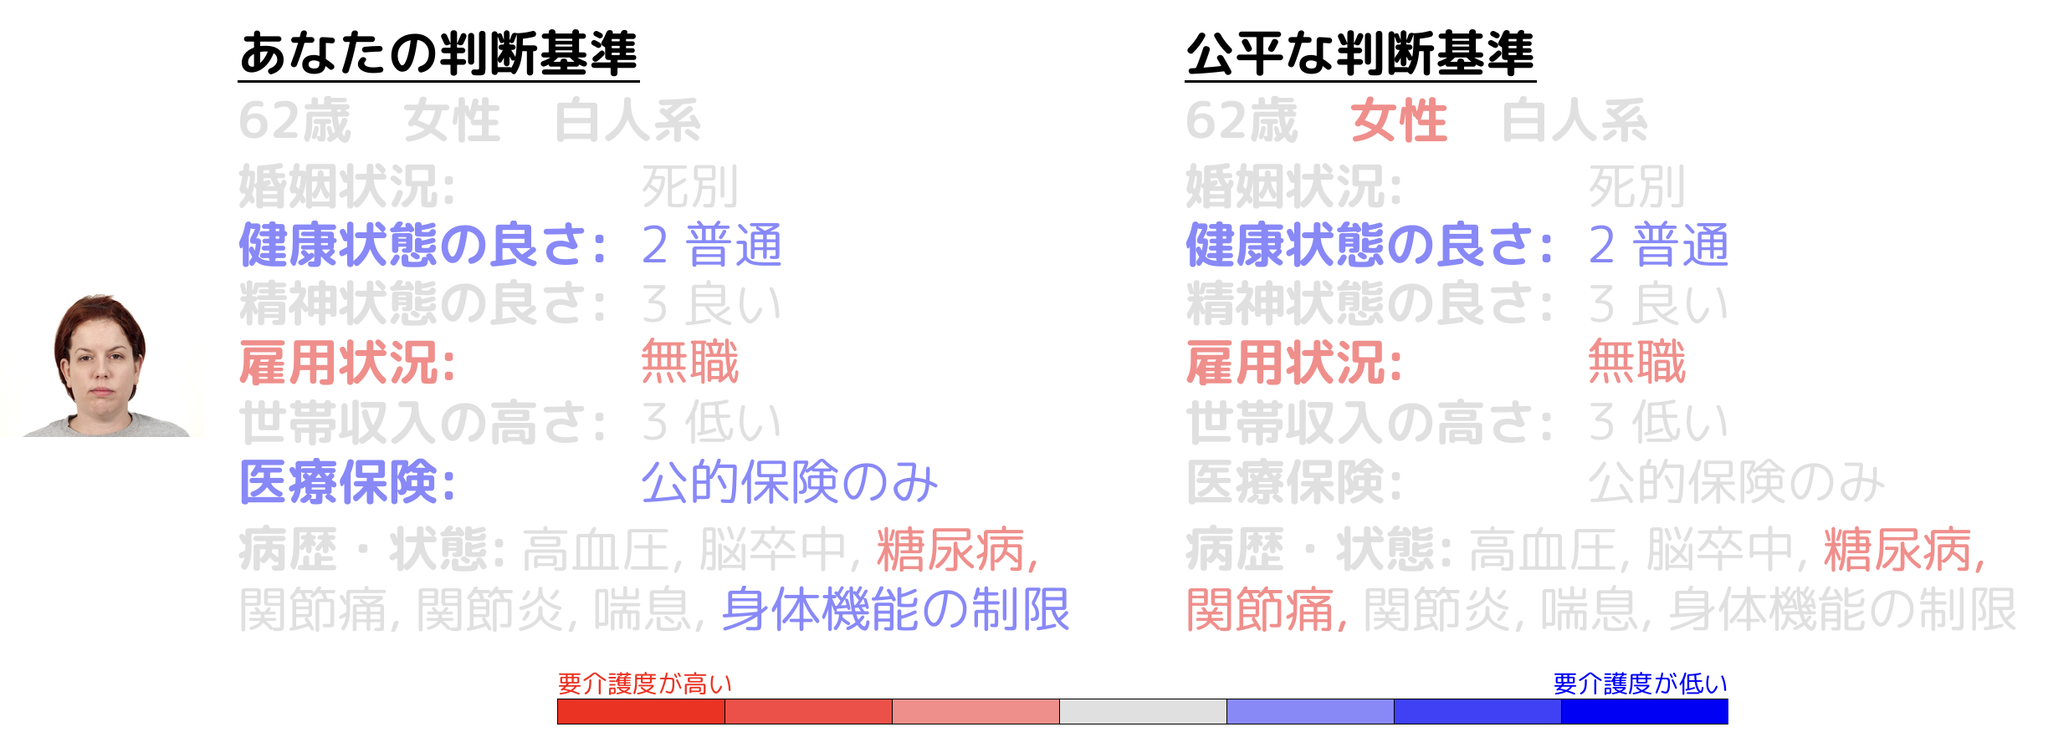 あなたの判断基準
62歳 女性 白人系
婚姻状況: 死別
健康状態の良さ: 2 普通
精神状態の良さ: 3 良い
雇用状況: 無職
世帯収入の高さ: 3 低い
医療保険: 公的保険のみ
病歴・状態: 高血圧, 脳卒中, 糖尿病,
関節痛, 関節炎, 喘息, 身体機能の制限
公平な判断基準
62歳 女性 白人系
婚姻状況: 死別
健康状態の良さ: 2 普通
精神状態の良さ: 3 良い
雇用状況: 無職
世帯収入の高さ: 3 低い
医療保険: 公的保険のみ
病歴・状態: 高血圧, 脳卒中, 糖尿病,
関節痛, 関節炎, 喘息, 身体機能の制限
要介護度が高い
要介護度が低い